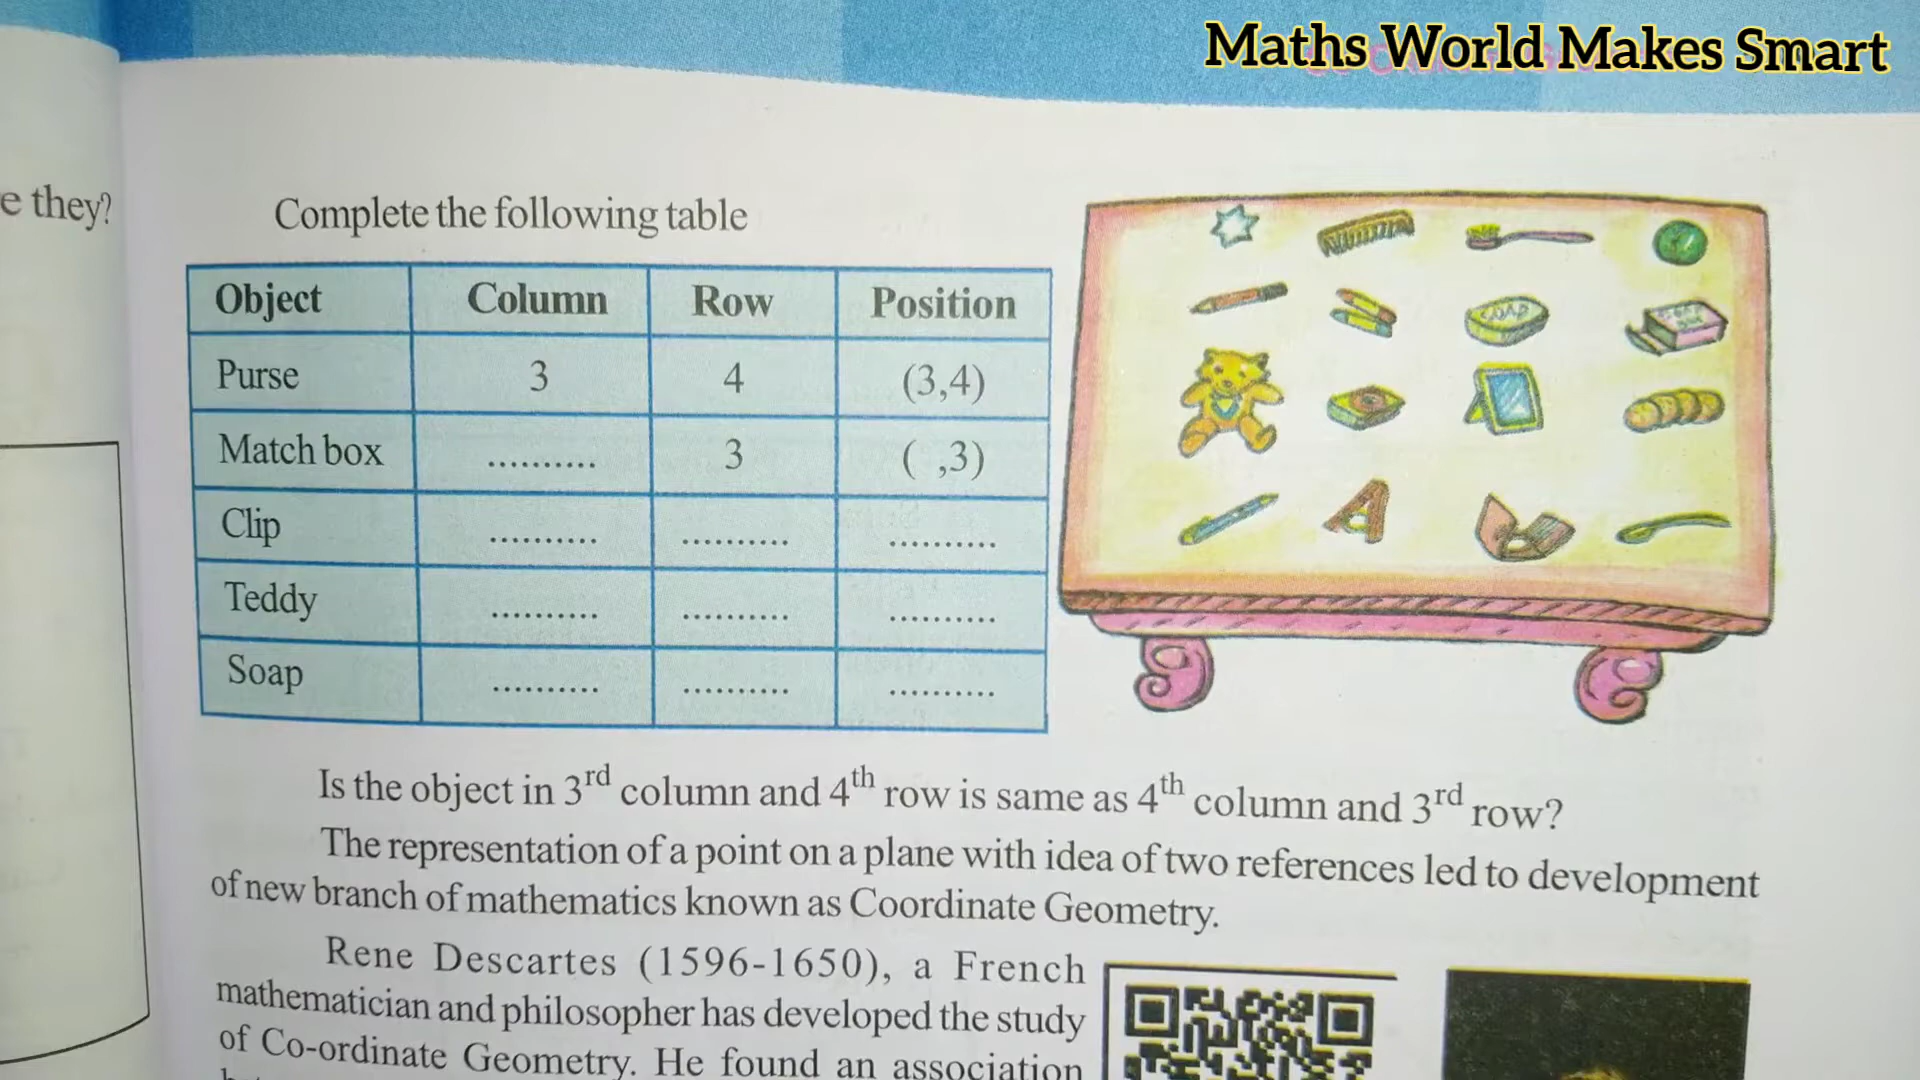 Maths World Makes Smart
e they?
Complete the following table
Object Column Row Position
Purse 3 4 (3,4)
Match box .......... 3 ( ,3)
Clip .......... .......... ..........
Teddy .......... .......... ..........
Soap .......... .......... ..........
SOAP
Is the object in 3rd column and 4th row is same as 4th column and 3rd row?
The representation of a point on a plane with idea of two references led to development
of new branch of mathematics known as Coordinate Geometry.
Rene Descartes (1596-1650), a French
mathematician and philosopher has developed the study
of Co-ordinate Geometry. He found an association